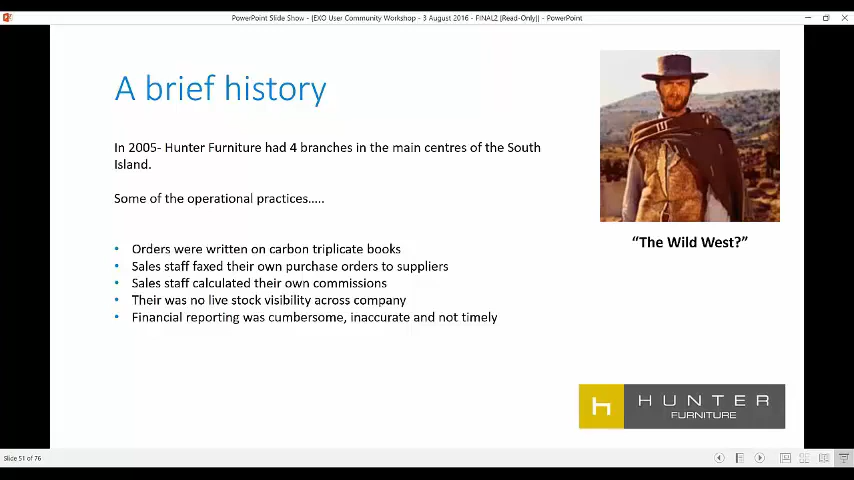 PowerPoint Slide Show - (EXO User Community Workshop - 3 August 2016 - FINAL2 (Read-Only)) - PowerPoint
A brief history
In 2005- Hunter Furniture had 4 branches in the main centres of the South
Island.
Some of the operational practices.....
• Orders were written on carbon triplicate books
• Sales staff faxed their own purchase orders to suppliers
• Sales staff calculated their own commissions
• Their was no live stock visibility across company
• Financial reporting was cumbersome, inaccurate and not timely
“The Wild West?”
h HUNTER
FURNITURE
Slide 51 of 76